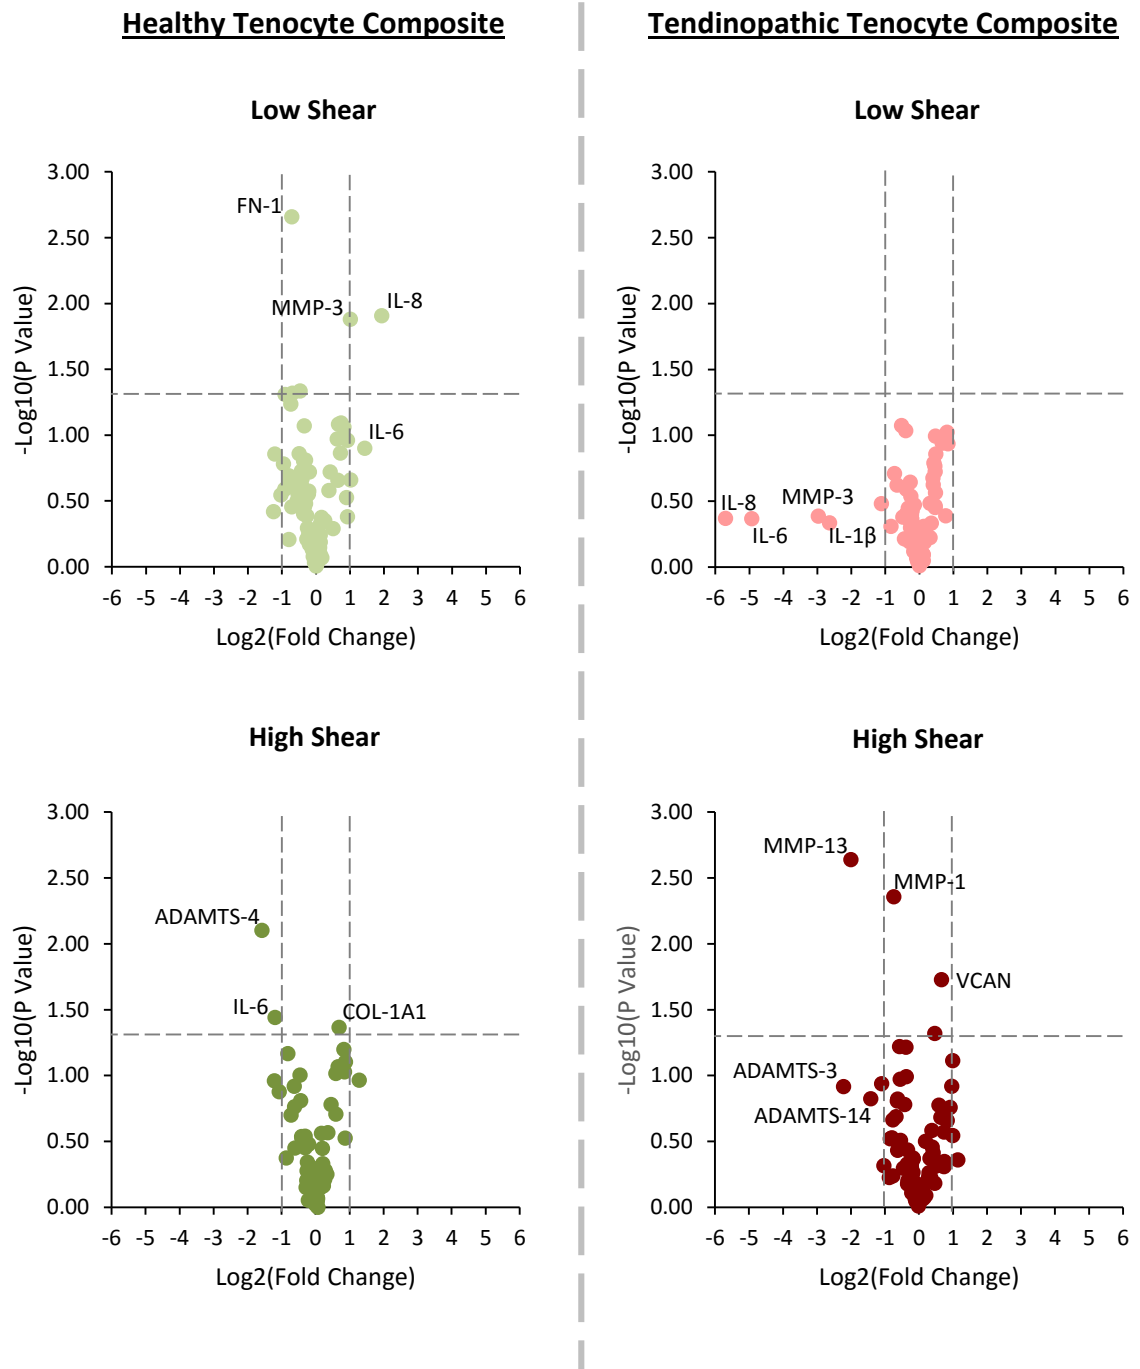 Healthy Tenocyte Composite
Tendinopathic Tenocyte Composite
Low Shear
3.00
2.50
2.00
1.50
1.00
0.50
0.00
-Log10(P Value)
FN-1
MMP-3
IL-8
IL-6
-6 -5 -4 -3 -2 -1 0 1 2 3 4 5 6
Log2(Fold Change)
Low Shear
3.00
2.50
2.00
1.50
1.00
0.50
0.00
-Log10(P Value)
IL-8
IL-6
MMP-3
IL-1β
-6 -5 -4 -3 -2 -1 0 1 2 3 4 5 6
Log2(Fold Change)
High Shear
3.00
2.50
2.00
1.50
1.00
0.50
0.00
-Log10(P Value)
ADAMTS-4
IL-6
COL-1A1
-6 -5 -4 -3 -2 -1 0 1 2 3 4 5 6
Log2(Fold Change)
High Shear
3.00
2.50
2.00
1.50
1.00
0.50
0.00
-Log10(P Value)
MMP-13
MMP-1
VCAN
ADAMTS-3
ADAMTS-14
-6 -5 -4 -3 -2 -1 0 1 2 3 4 5 6
Log2(Fold Change)